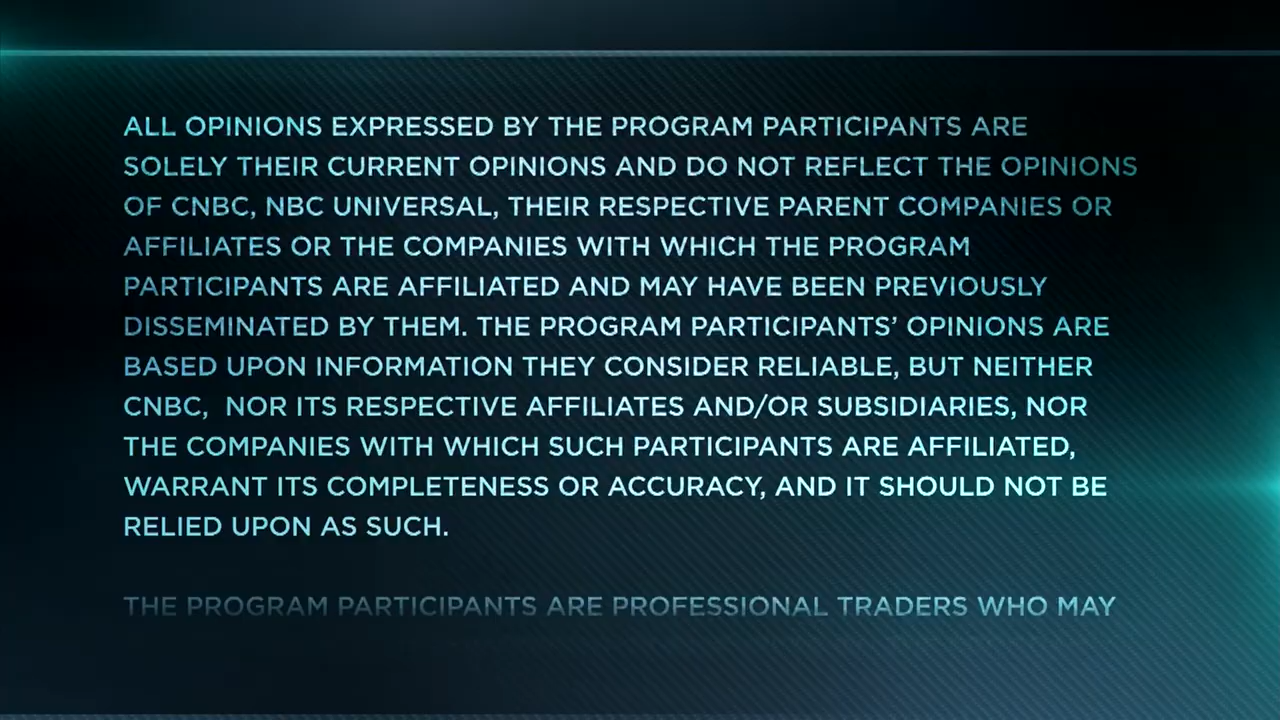 ALL OPINIONS EXPRESSED BY THE PROGRAM PARTICIPANTS ARE
SOLELY THEIR CURRENT OPINIONS AND DO NOT REFLECT THE OPINIONS
OF CNBC, NBC UNIVERSAL, THEIR RESPECTIVE PARENT COMPANIES OR
AFFILIATES OR THE COMPANIES WITH WHICH THE PROGRAM
PARTICIPANTS ARE AFFILIATED AND MAY HAVE BEEN PREVIOUSLY
DISSEMINATED BY THEM. THE PROGRAM PARTICIPANTS’ OPINIONS ARE
BASED UPON INFORMATION THEY CONSIDER RELIABLE, BUT NEITHER
CNBC,  NOR ITS RESPECTIVE AFFILIATES AND/OR SUBSIDIARIES, NOR
THE COMPANIES WITH WHICH SUCH PARTICIPANTS ARE AFFILIATED,
WARRANT ITS COMPLETENESS OR ACCURACY, AND IT SHOULD NOT BE
RELIED UPON AS SUCH.
THE PROGRAM PARTICIPANTS ARE PROFESSIONAL TRADERS WHO MAY